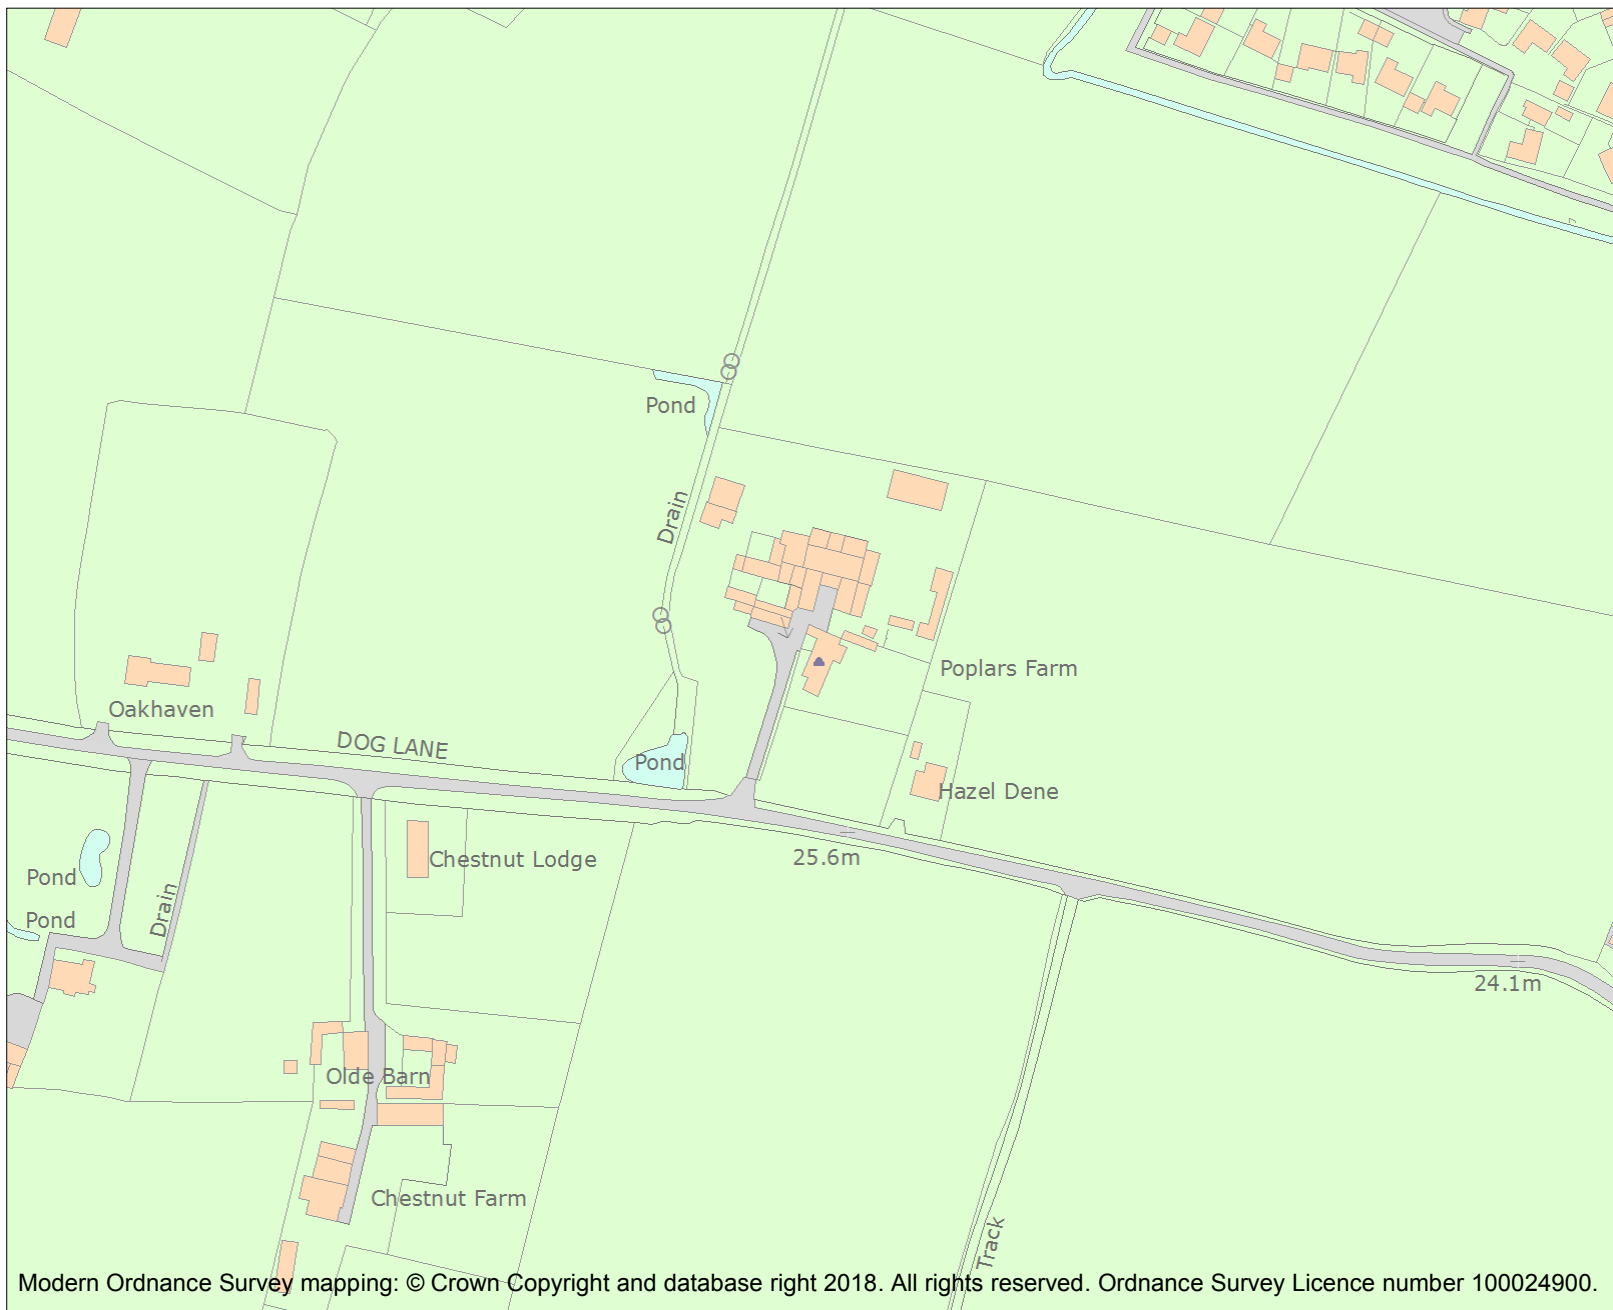 Pond
Drain
Poplars Farm
Oakhaven
DOG LANE
Pond
Hazel Dene
Chestnut Lodge
25.6m
Pond
Drain
Pond
24.1m
Olde Barn
Chestnut Farm
Track
Modern Ordnance Survey mapping: © Crown Copyright and database right 2018. All rights reserved. Ordnance Survey Licence number 100024900.